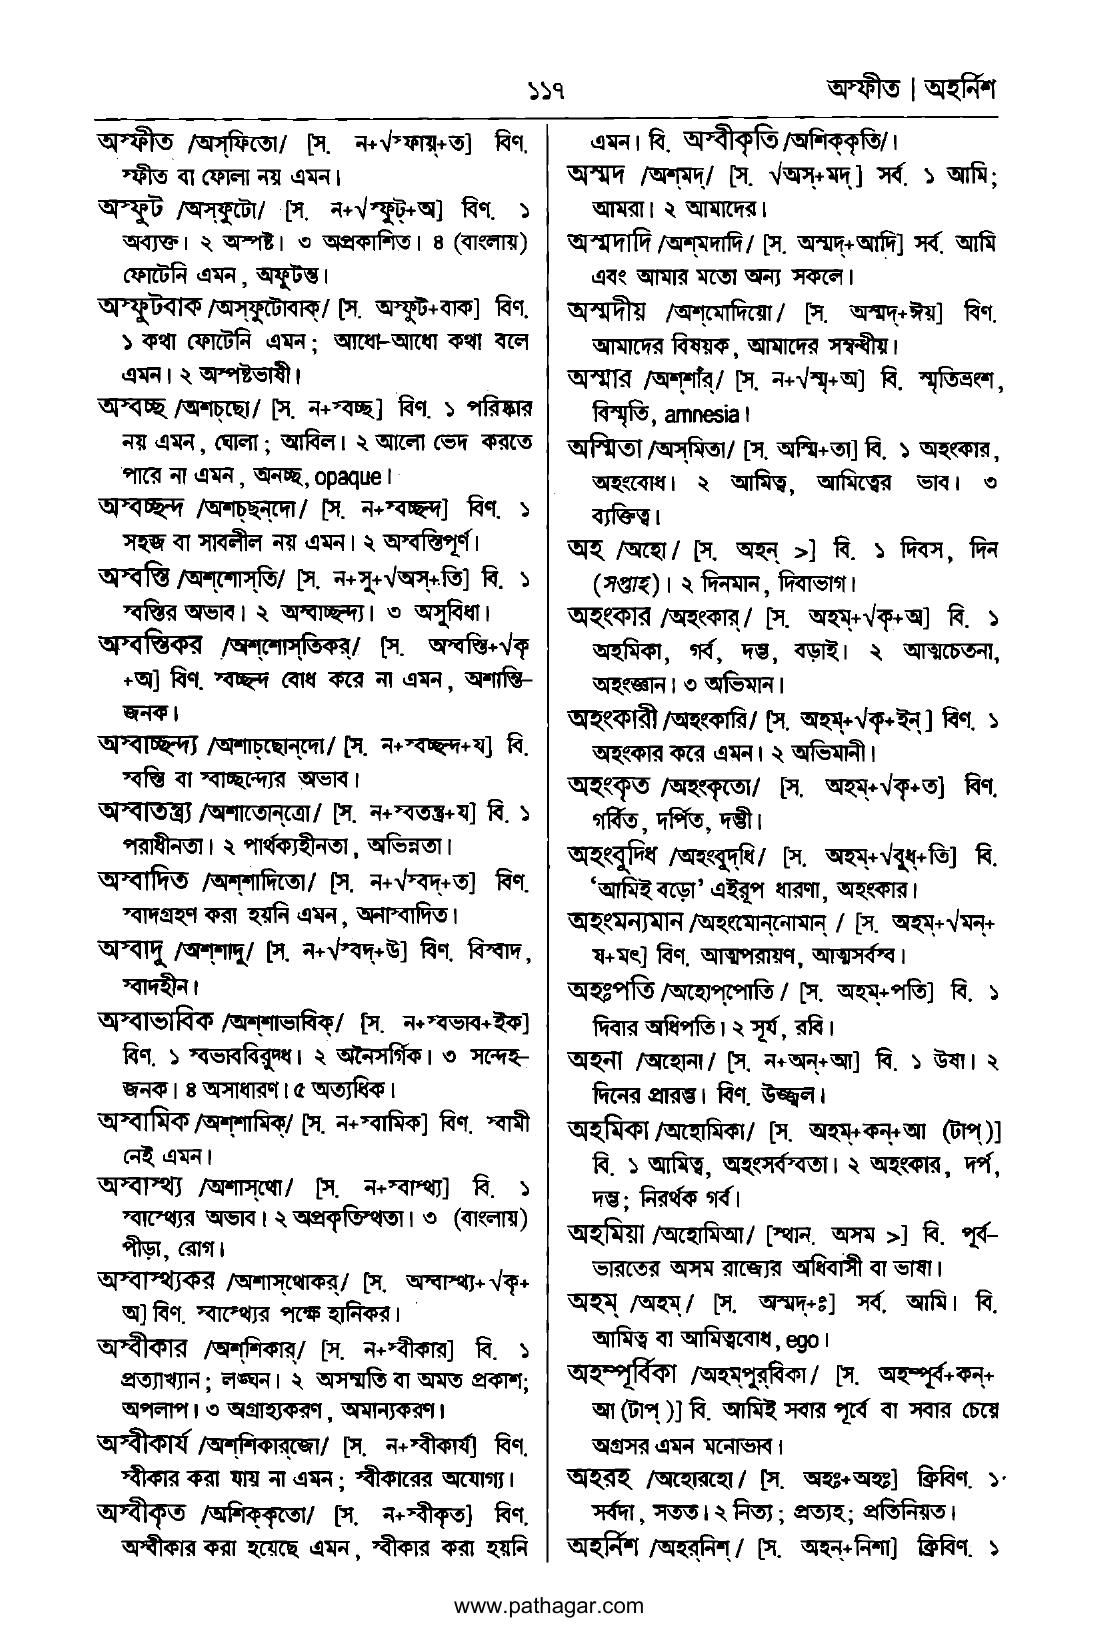 ১১৭
অস্ফীত | অহর্নিশ
অস্ফীত /অস্‌ফিতো/ [স. ন+√স্ফায়্+ত] বিণ.
স্ফীত বা ফোলা নয় এমন।
অস্ফুট /অস্‌ফুটো/ [স. ন+√স্ফুট্+অ] বিণ. ১
অব্যক্ত। ২ অস্পষ্ট। ৩ অপ্রকাশিত। ৪ (বাংলায়)
ফোটেনি এমন, অফুটন্ত।
অস্ফুটবাক /অস্‌ফুটোবাক্/ [স. অস্ফুট+বাক] বিণ.
১ কথা ফোটেনি এমন; আধো-আধো কথা বলে
এমন। ২ অস্পষ্টভাষী।
অস্বচ্ছ /অশচ্‌ছো/ [স. ন+স্বচ্ছ] বিণ. ১ পরিষ্কার
নয় এমন, ঘোলা; আবিল। ২ আলো ভেদ করতে
পারে না এমন, অনচ্ছ, opaque।
অস্বচ্ছন্দ /অশচ্‌ছন্‌দো/ [স. ন+স্বচ্ছন্দ] বিণ. ১
সহজ বা সাবলীল নয় এমন। ২ অস্বস্তিপূর্ণ।
অস্বস্তি /অশ্‌শোস্‌তি/ [স. ন+সু+√অস্+তি] বি. ১
স্বস্তির অভাব। ২ অস্বাচ্ছন্দ্য। ৩ অসুবিধা।
অস্বস্তিকর /অশ্‌শোস্‌তিকর্/ [স. অস্বস্তি+√কৃ
+অ] বিণ. স্বচ্ছন্দ বোধ করে না এমন, অশান্তি-
জনক।
অস্বাচ্ছন্দ্য /অশাচ্‌ছোন্‌দো/ [স. ন+স্বচ্ছন্দ+য] বি.
স্বস্তি বা স্বাচ্ছন্দ্যের অভাব।
অস্বাতন্ত্র্য /অশাতোন্‌ত্রো/ [স. ন+স্বতন্ত্র+য] বি. ১
পরাধীনতা। ২ পার্থক্যহীনতা, অভিন্নতা।
অস্বাদিত /অশ্‌শাদিতো/ [স. ন+√স্বদ্+ত] বিণ.
স্বাদগ্রহণ করা হয়নি এমন, অনাস্বাদিত।
অস্বাদু /অশ্‌শাদু/ [স. ন+√স্বদ্+উ] বিণ. বিস্বাদ,
স্বাদহীন।
অস্বাভাবিক /অশ্‌শাভাবিক্/ [স. ন+স্বভাব+ইক]
বিণ. ১ স্বভাববিরুদ্ধ। ২ অনৈসর্গিক। ৩ সন্দেহ-
জনক। ৪ অসাধারণ। ৫ অত্যধিক।
অস্বামিক /অশ্‌শামিক্/ [স. ন+স্বামিক] বিণ. স্বামী
নেই এমন।
অস্বাস্থ্য /অশাস্‌থো/ [স. ন+স্বাস্থ্য] বি. ১
স্বাস্থ্যের অভাব। ২ অপ্রকৃতিস্থতা। ৩ (বাংলায়)
পীড়া, রোগ।
অস্বাস্থ্যকর /অশাস্‌থোকর্/ [স. অস্বাস্থ্য+√কৃ+
অ] বিণ. স্বাস্থ্যের পক্ষে হানিকর।
অস্বীকার /অশ্‌শিকার্/ [স. ন+স্বীকার] বি. ১
প্রত্যাখ্যান; লঙ্ঘন। ২ অসম্মতি বা অমত প্রকাশ;
অপলাপ। ৩ অগ্রাহ্যকরণ, অমান্যকরণ।
অস্বীকার্য /অশ্‌শিকার্‌জো/ [স. ন+স্বীকার্য] বিণ.
স্বীকার করা যায় না এমন; স্বীকারের অযোগ্য।
অস্বীকৃত /অশিক্‌কৃতো/ [স. ন+স্বীকৃত] বিণ.
অস্বীকার করা হয়েছে এমন, স্বীকার করা হয়নি
এমন। বি. অস্বীকৃতি /অশিক্‌কৃতি/।
অস্মদ /অশ্‌মদ্/ [স. √অস্+মদ্] সর্ব. ১ আমি;
আমরা। ২ আমাদের।
অস্মদাদি /অশ্‌মদাদি/ [স. অস্মদ্+আদি] সর্ব. আমি
এবং আমার মতো অন্য সকলে।
অস্মদীয় /অশ্‌মোদিয়ো/ [স. অস্মদ্+ঈয়] বিণ.
আমাদের বিষয়ক, আমাদের সম্বন্ধীয়।
অস্মার /অশ্‌শাঁর্/ [স. ন+√স্মৃ+অ] বি. স্মৃতিভ্রংশ,
বিস্মৃতি, amnesia।
অস্মিতা /অস্‌মিতা/ [স. অস্মি+তা] বি. ১ অহংকার,
অহংবোধ। ২ আমিত্ব, আমিত্বের ভাব। ৩
ব্যক্তিত্ব।
অহ /অহো/ [স. অহন্ >] বি. ১ দিবস, দিন
(সপ্তাহ)। ২ দিনমান, দিবাভাগ।
অহংকার /অহংকার্/ [স. অহম্+√কৃ+অ] বি. ১
অহমিকা, গর্ব, দম্ভ, বড়াই। ২ আত্মচেতনা,
অহংজ্ঞান। ৩ অভিমান।
অহংকারী /অহংকারি/ [স. অহম্+√কৃ+ইন্] বিণ. ১
অহংকার করে এমন। ২ অভিমানী।
অহংকৃত /অহংকৃতো/ [স. অহম্+√কৃ+ত] বিণ.
গর্বিত, দর্পিত, দম্ভী।
অহংবুদ্ধি /অহংবুদ্‌ধি/ [স. অহম্+√বুধ্+তি] বি.
‘আমিই বড়ো’ এইরূপ ধারণা, অহংকার।
অহংমন্যমান /অহংমোন্‌নোমান্/ [স. অহম্+√মন্+
য+মৎ] বিণ. আত্মপরায়ণ, আত্মসর্বস্ব।
অহঃপতি /অহোপ্‌পোতি/ [স. অহম্+পতি] বি. ১
দিবার অধিপতি। ২ সূর্য, রবি।
অহনা /অহোনা/ [স. ন+অন্+আ] বি. ১ উষা। ২
দিনের প্রারম্ভ। বিণ. উজ্জ্বল।
অহমিকা /অহোমিকা/ [স. অহম্+কন্+আ (টাপ্)]
বি. ১ আমিত্ব, অহংসর্বস্বতা। ২ অহংকার, দর্প,
দম্ভ; নিরর্থক গর্ব।
অহমিয়া /অহোমিআ/ [স্থান. অসম >] বি. পূর্ব-
ভারতের অসম রাজ্যের অধিবাসী বা ভাষা।
অহম্ /অহম্/ [স. অস্মদ্+ঃ] সর্ব. আমি। বি.
আমিত্ব বা আমিত্ববোধ, ego।
অহম্পূর্বিকা /অহম্‌পুর্‌বিকা/ [স. অহম্পূর্ব+কন্+
আ (টাপ্)] বি. আমিই সবার পূর্বে বা সবার চেয়ে
অগ্রসর এমন মনোভাব।
অহরহ /অহোরহো/ [স. অহঃ+অহঃ] ক্রিবিণ. ১
সর্বদা, সতত। ২ নিত্য; প্রত্যহ; প্রতিনিয়ত।
অহর্নিশ /অহর্‌নিশ্/ [স. অহন্+নিশা] ক্রিবিণ. ১
www.pathagar.com